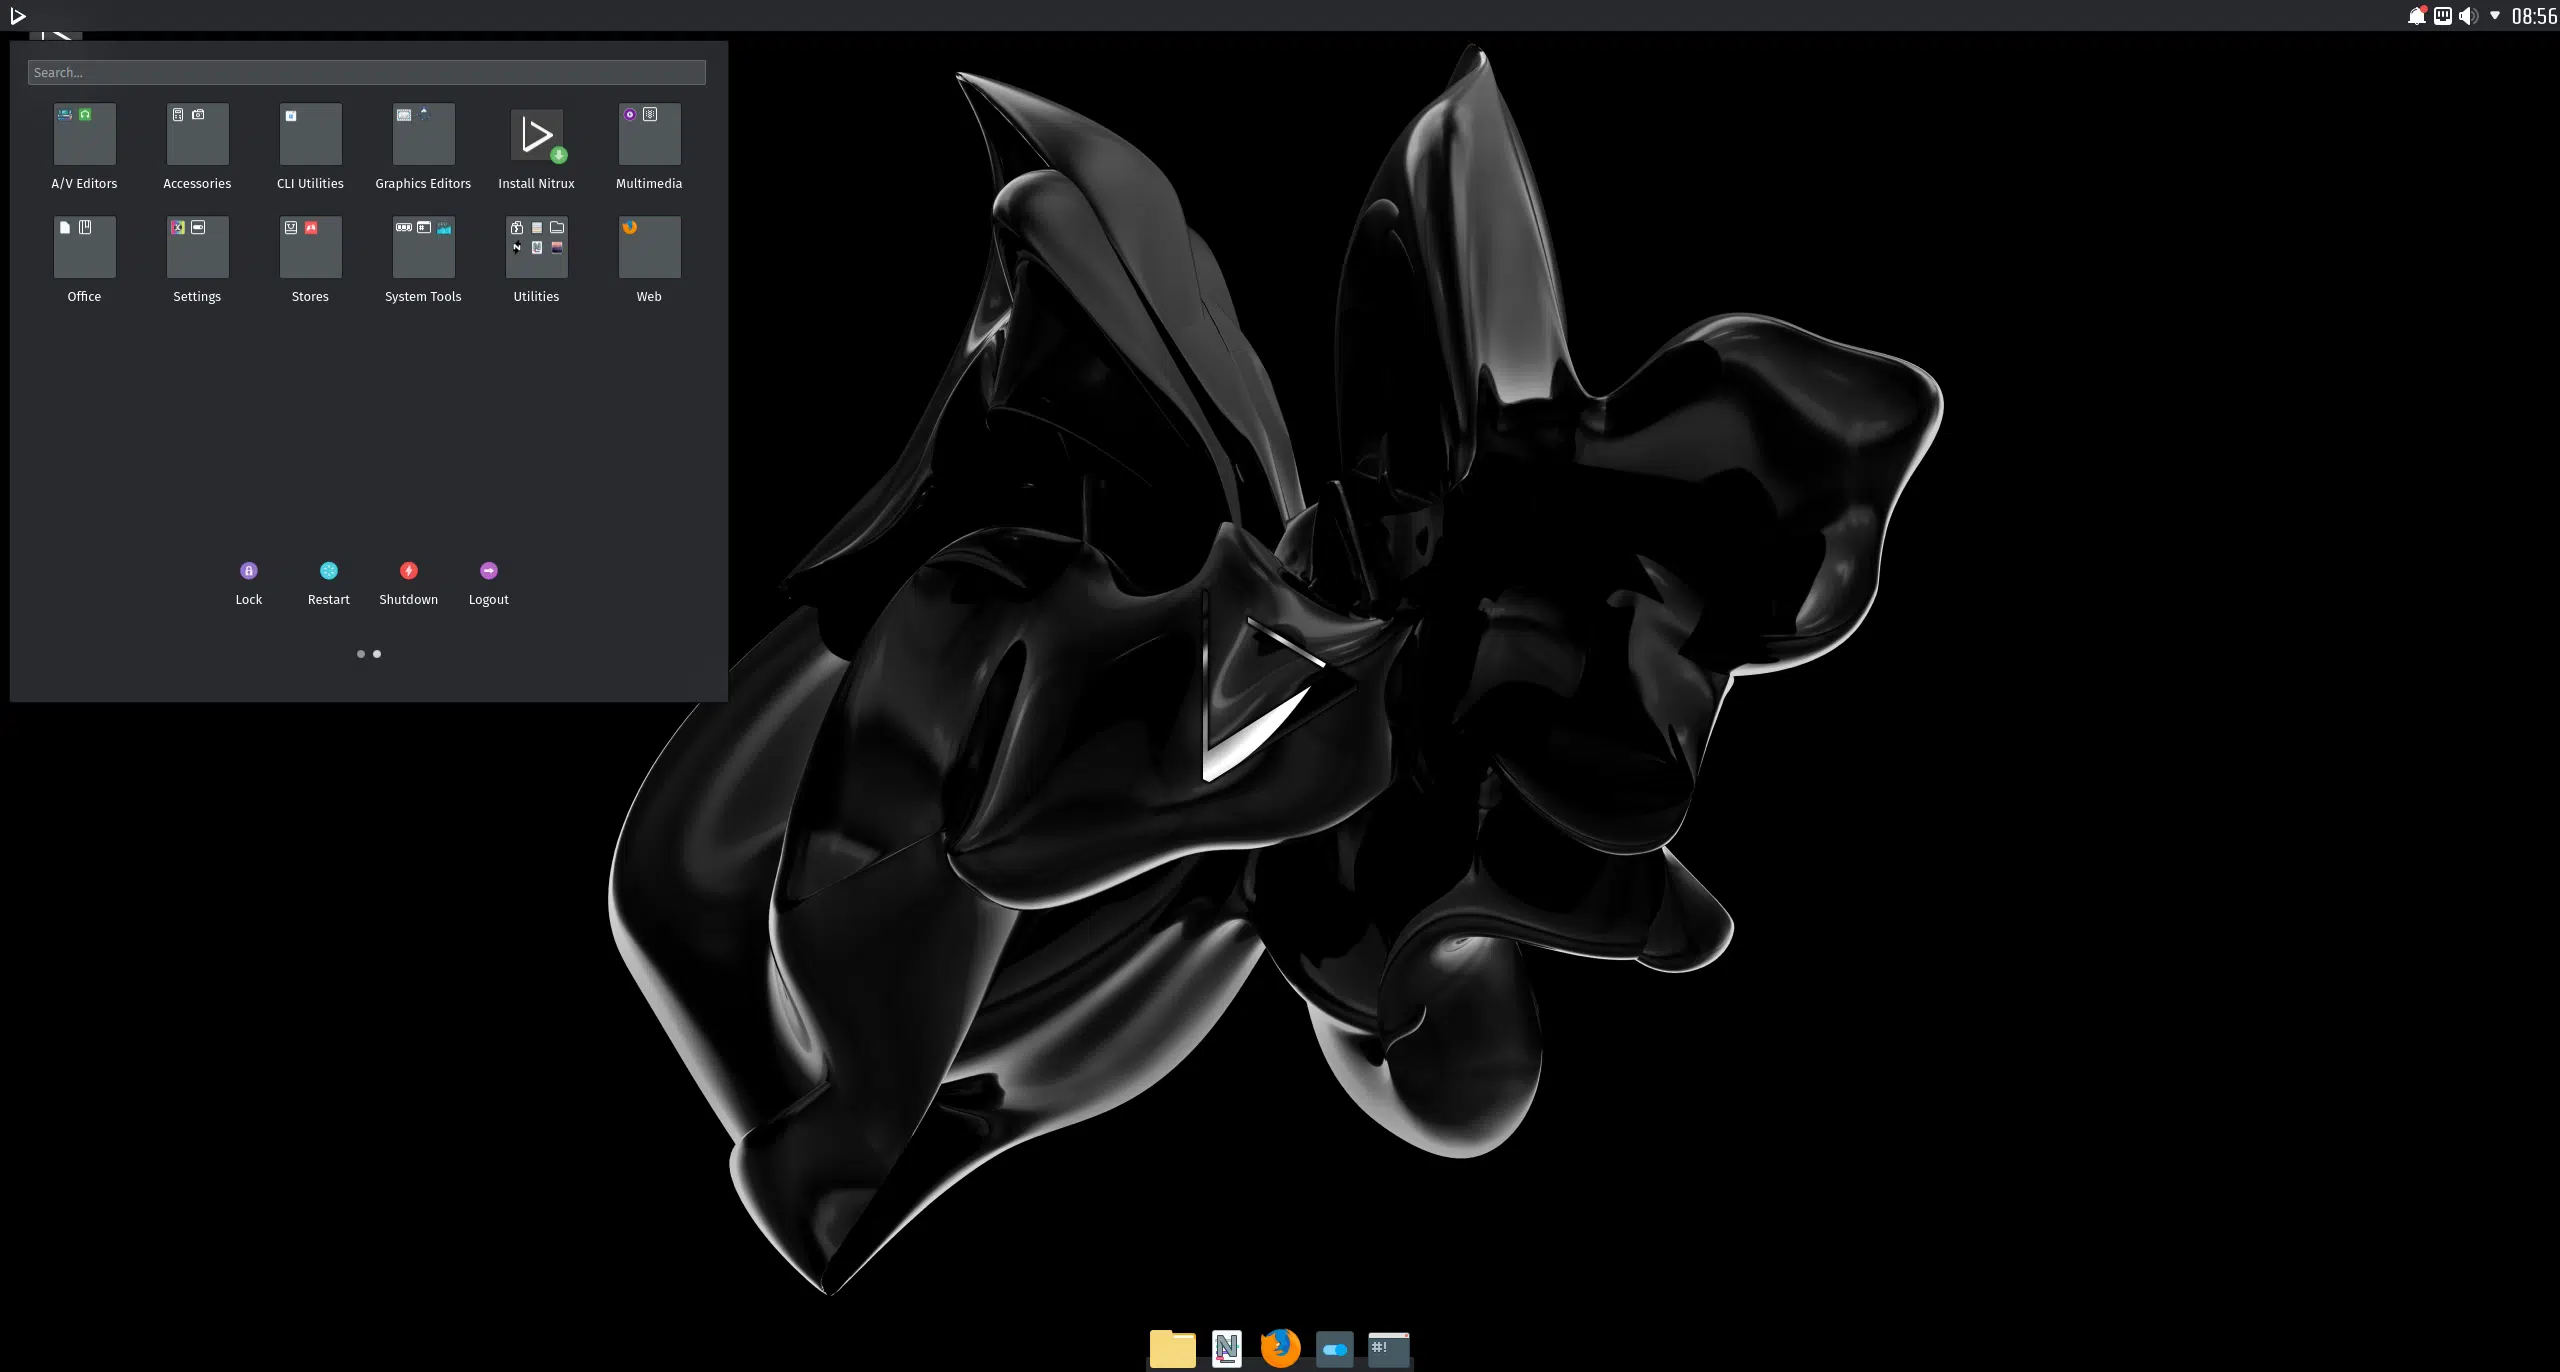 08:56
Search...
A/V Editors Accessories CLI Utilities Graphics Editors Install Nitrux Multimedia
Office Settings Stores System Tools Utilities Web
Lock Restart Shutdown Logout
N #!